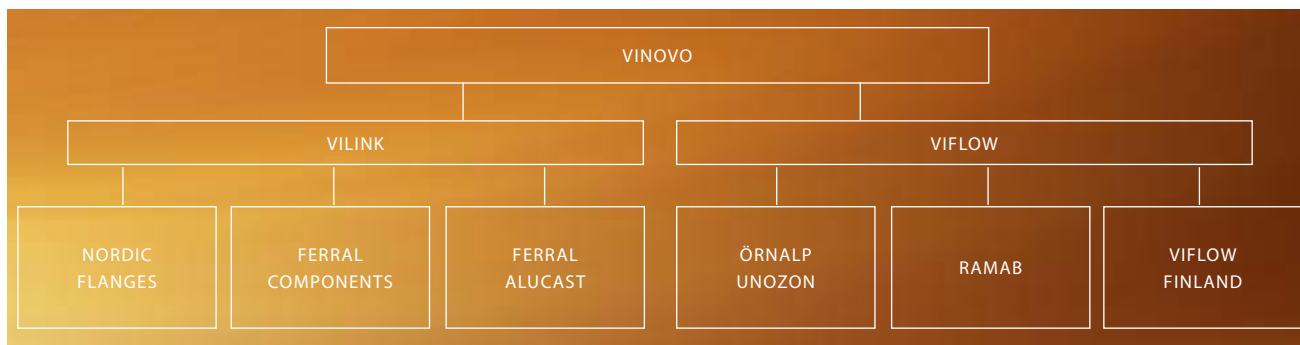 VINOVO
VILINK
VIFLOW
NORDIC
FLANGES
FERRAL
COMPONENTS
FERRAL
ALUCAST
ÖRNALP
UNOZON
RAMAB
VIFLOW
FINLAND